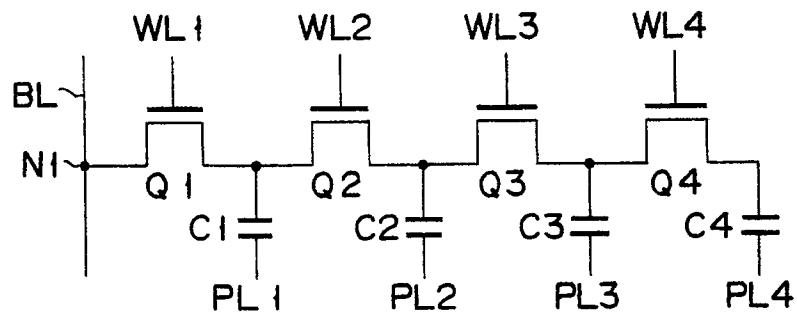 WL1 WL2 WL3 WL4
BL
N1
Q1 Q2 Q3 Q4
C1 C2 C3 C4
PL1 PL2 PL3 PL4